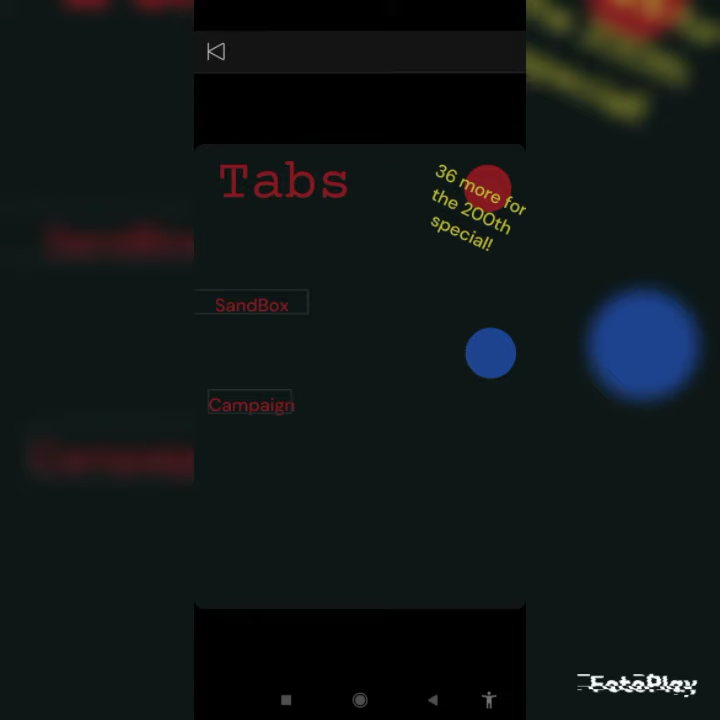 Tabs
36 more for
the 200th
special!
SandBox
Campaign
FotoPlay